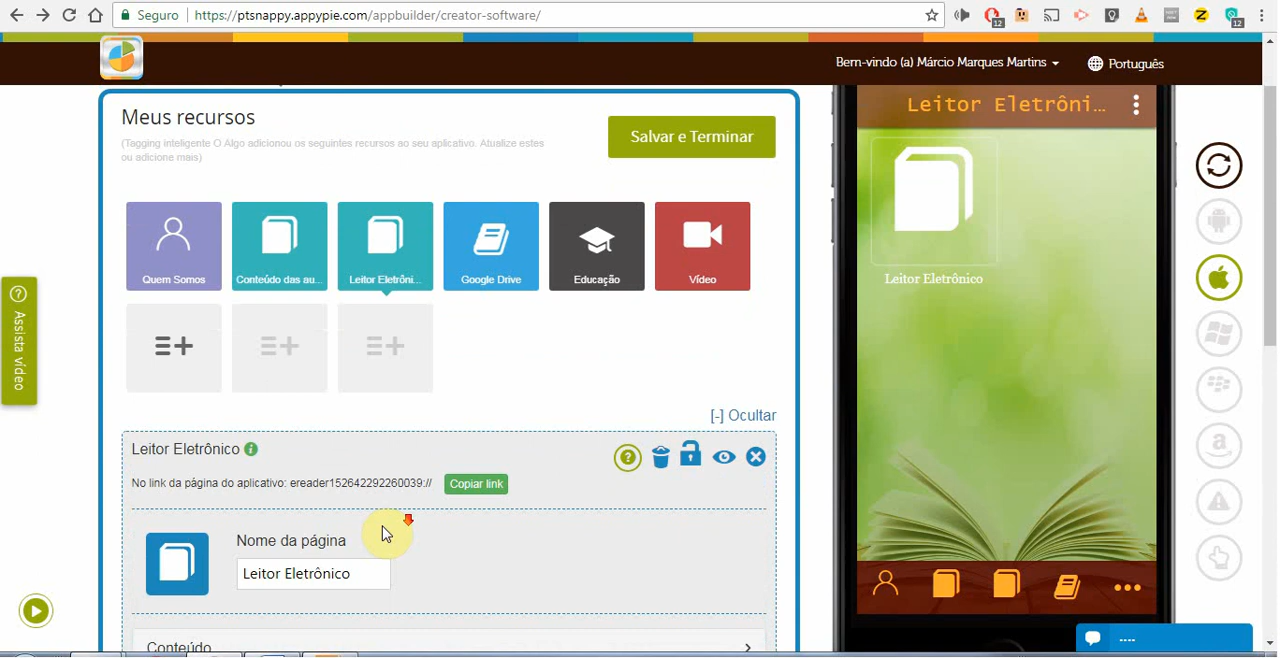 Seguro
https://ptsnappy.appypie.com/appbuilder/creator-software/
12
12
Bem-vindo (a) Márcio Marques Martins
Português
Meus recursos
(Tagging inteligente O Algo adicionou os seguintes recursos ao seu aplicativo. Atualize estes
ou adicione mais)
Salvar e Terminar
Quem Somos
Conteúdo das au...
Leitor Eletrôni...
Google Drive
Educação
Vídeo
[-] Ocultar
Leitor Eletrônico
No link da página do aplicativo: ereader152642292260039://
Copiar link
Nome da página
Leitor Eletrônico
Conteúdo
Assista vídeo
Leitor Eletrôni...
Leitor Eletrônico
----